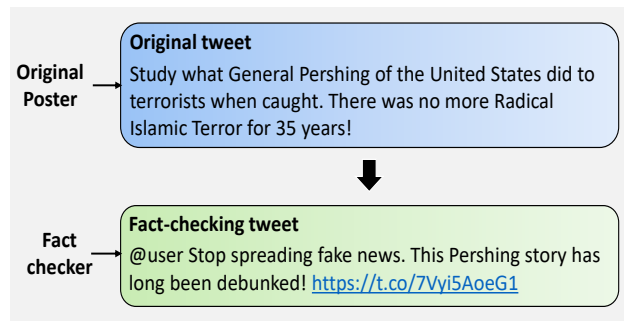 Original tweet
Original
Poster
Study what General Pershing of the United States did to
terrorists when caught. There was no more Radical
Islamic Terror for 35 years!
Fact-checking tweet
Fact
checker
@user Stop spreading fake news. This Pershing story has
long been debunked! https://t.co/7Vyi5AoeG1